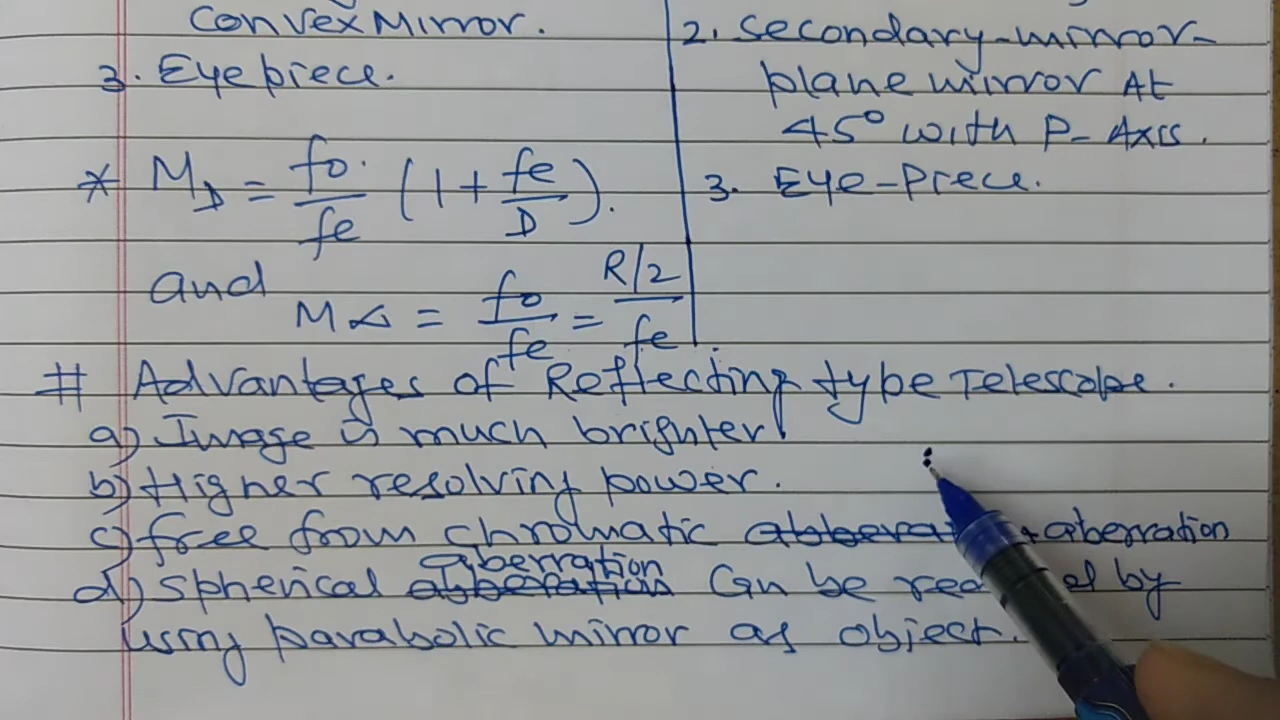 Convex Mirror.
3. Eye piece.
* M_D = fo/fe (1 + fe/D).
and
M∝ = fo/fe = R/2/fe
2. Secondary-mirror-
plane mirror At
45° with P-Axis.
3. Eye-Piece.
# Advantages of Reflecting type Telescope.
a) Image is much brighter.
b) Higher resolving power.
c) free from chromatic aberration
d) Spherical aberration Can be by
using parabolic mirror as object.